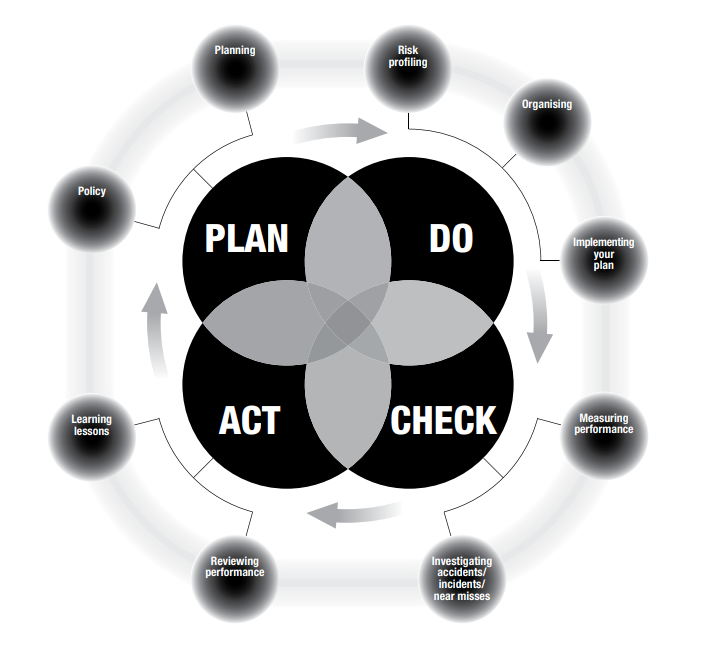 Planning
Risk
profiling
Organising
Policy
PLAN
DO
Implementing
your
plan
ACT
CHECK
Learning
lessons
Measuring
performance
Reviewing
performance
Investigating
accidents/
incidents/
near misses